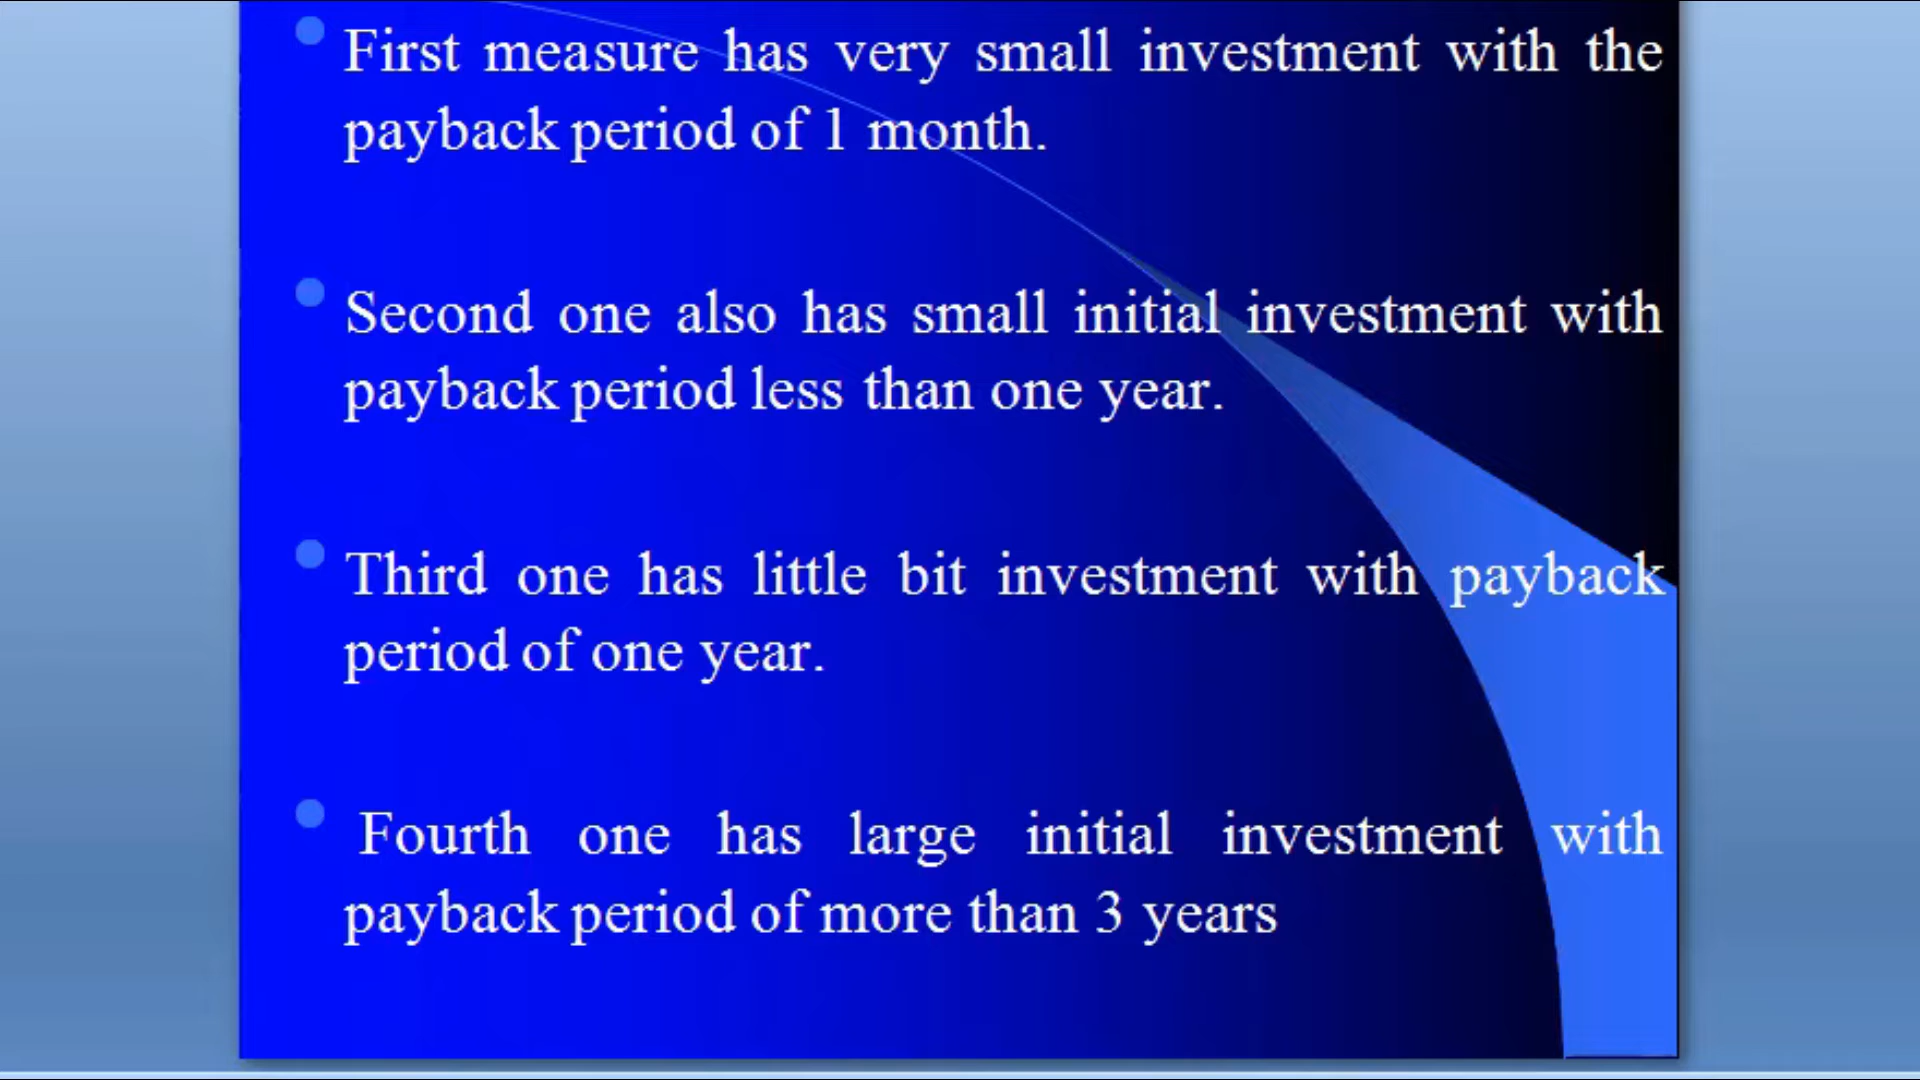 First measure has very small investment with the
payback period of 1 month.
Second one also has small initial investment with
payback period less than one year.
Third one has little bit investment with payback
period of one year.
Fourth one has large initial investment with
payback period of more than 3 years